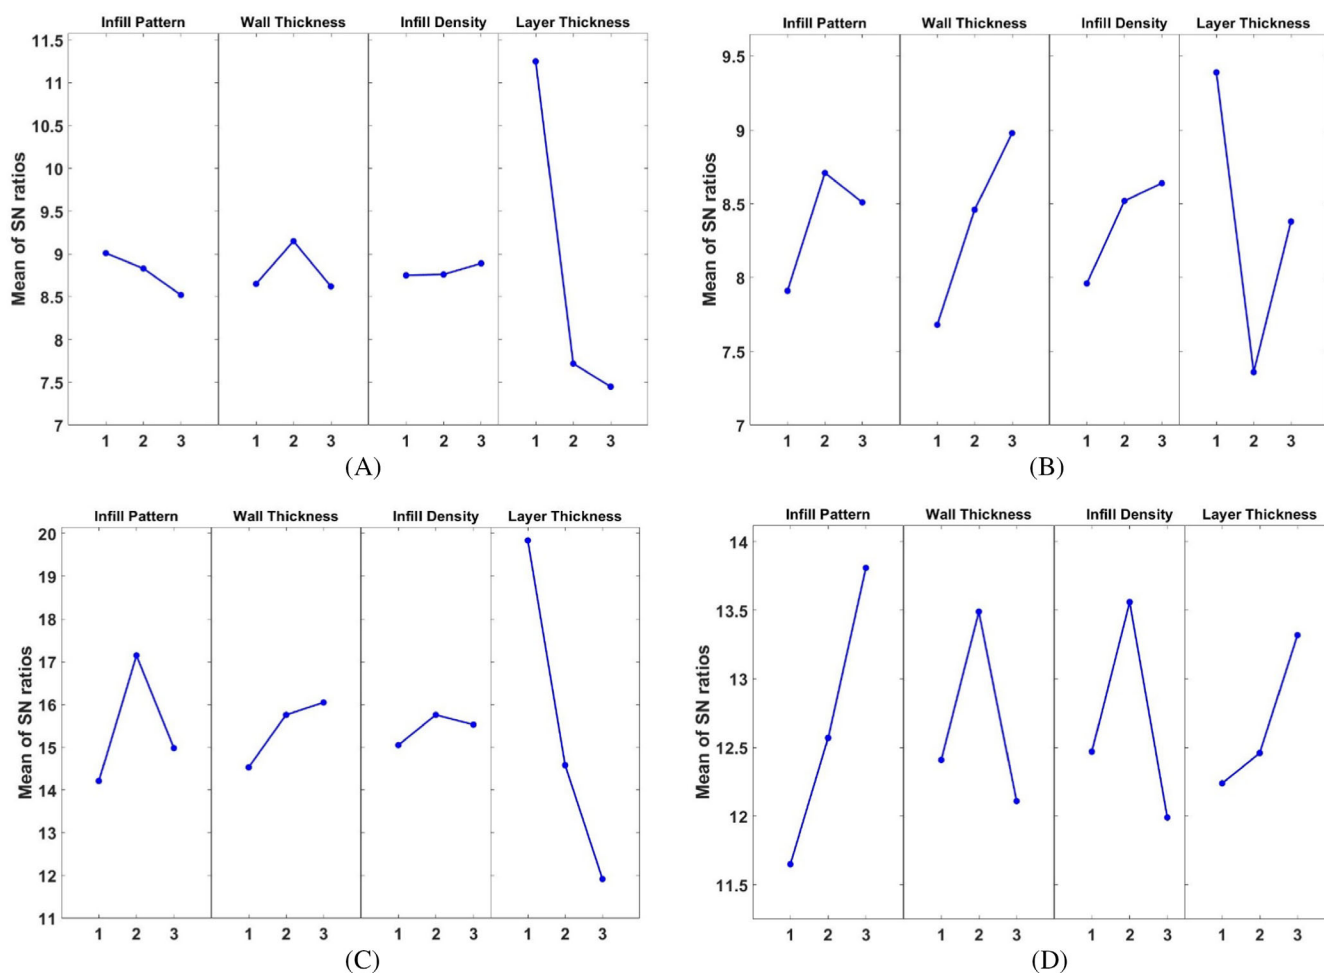 Infill Pattern Wall Thickness Infill Density Layer Thickness
11.5
11
10.5
10
9.5
9
8.5
8
7.5
7
Mean of SN ratios
1 2 3 1 2 3 1 2 3 1 2 3
(A)
Infill Pattern Wall Thickness Infill Density Layer Thickness
9.5
9
8.5
8
7.5
7
Mean of SN ratios
1 2 3 1 2 3 1 2 3 1 2 3
(B)
Infill Pattern Wall Thickness Infill Density Layer Thickness
20
19
18
17
16
15
14
13
12
11
Mean of SN ratios
1 2 3 1 2 3 1 2 3 1 2 3
(C)
Infill Pattern Wall Thickness Infill Density Layer Thickness
14
13.5
13
12.5
12
11.5
Mean of SN ratios
1 2 3 1 2 3 1 2 3 1 2 3
(D)